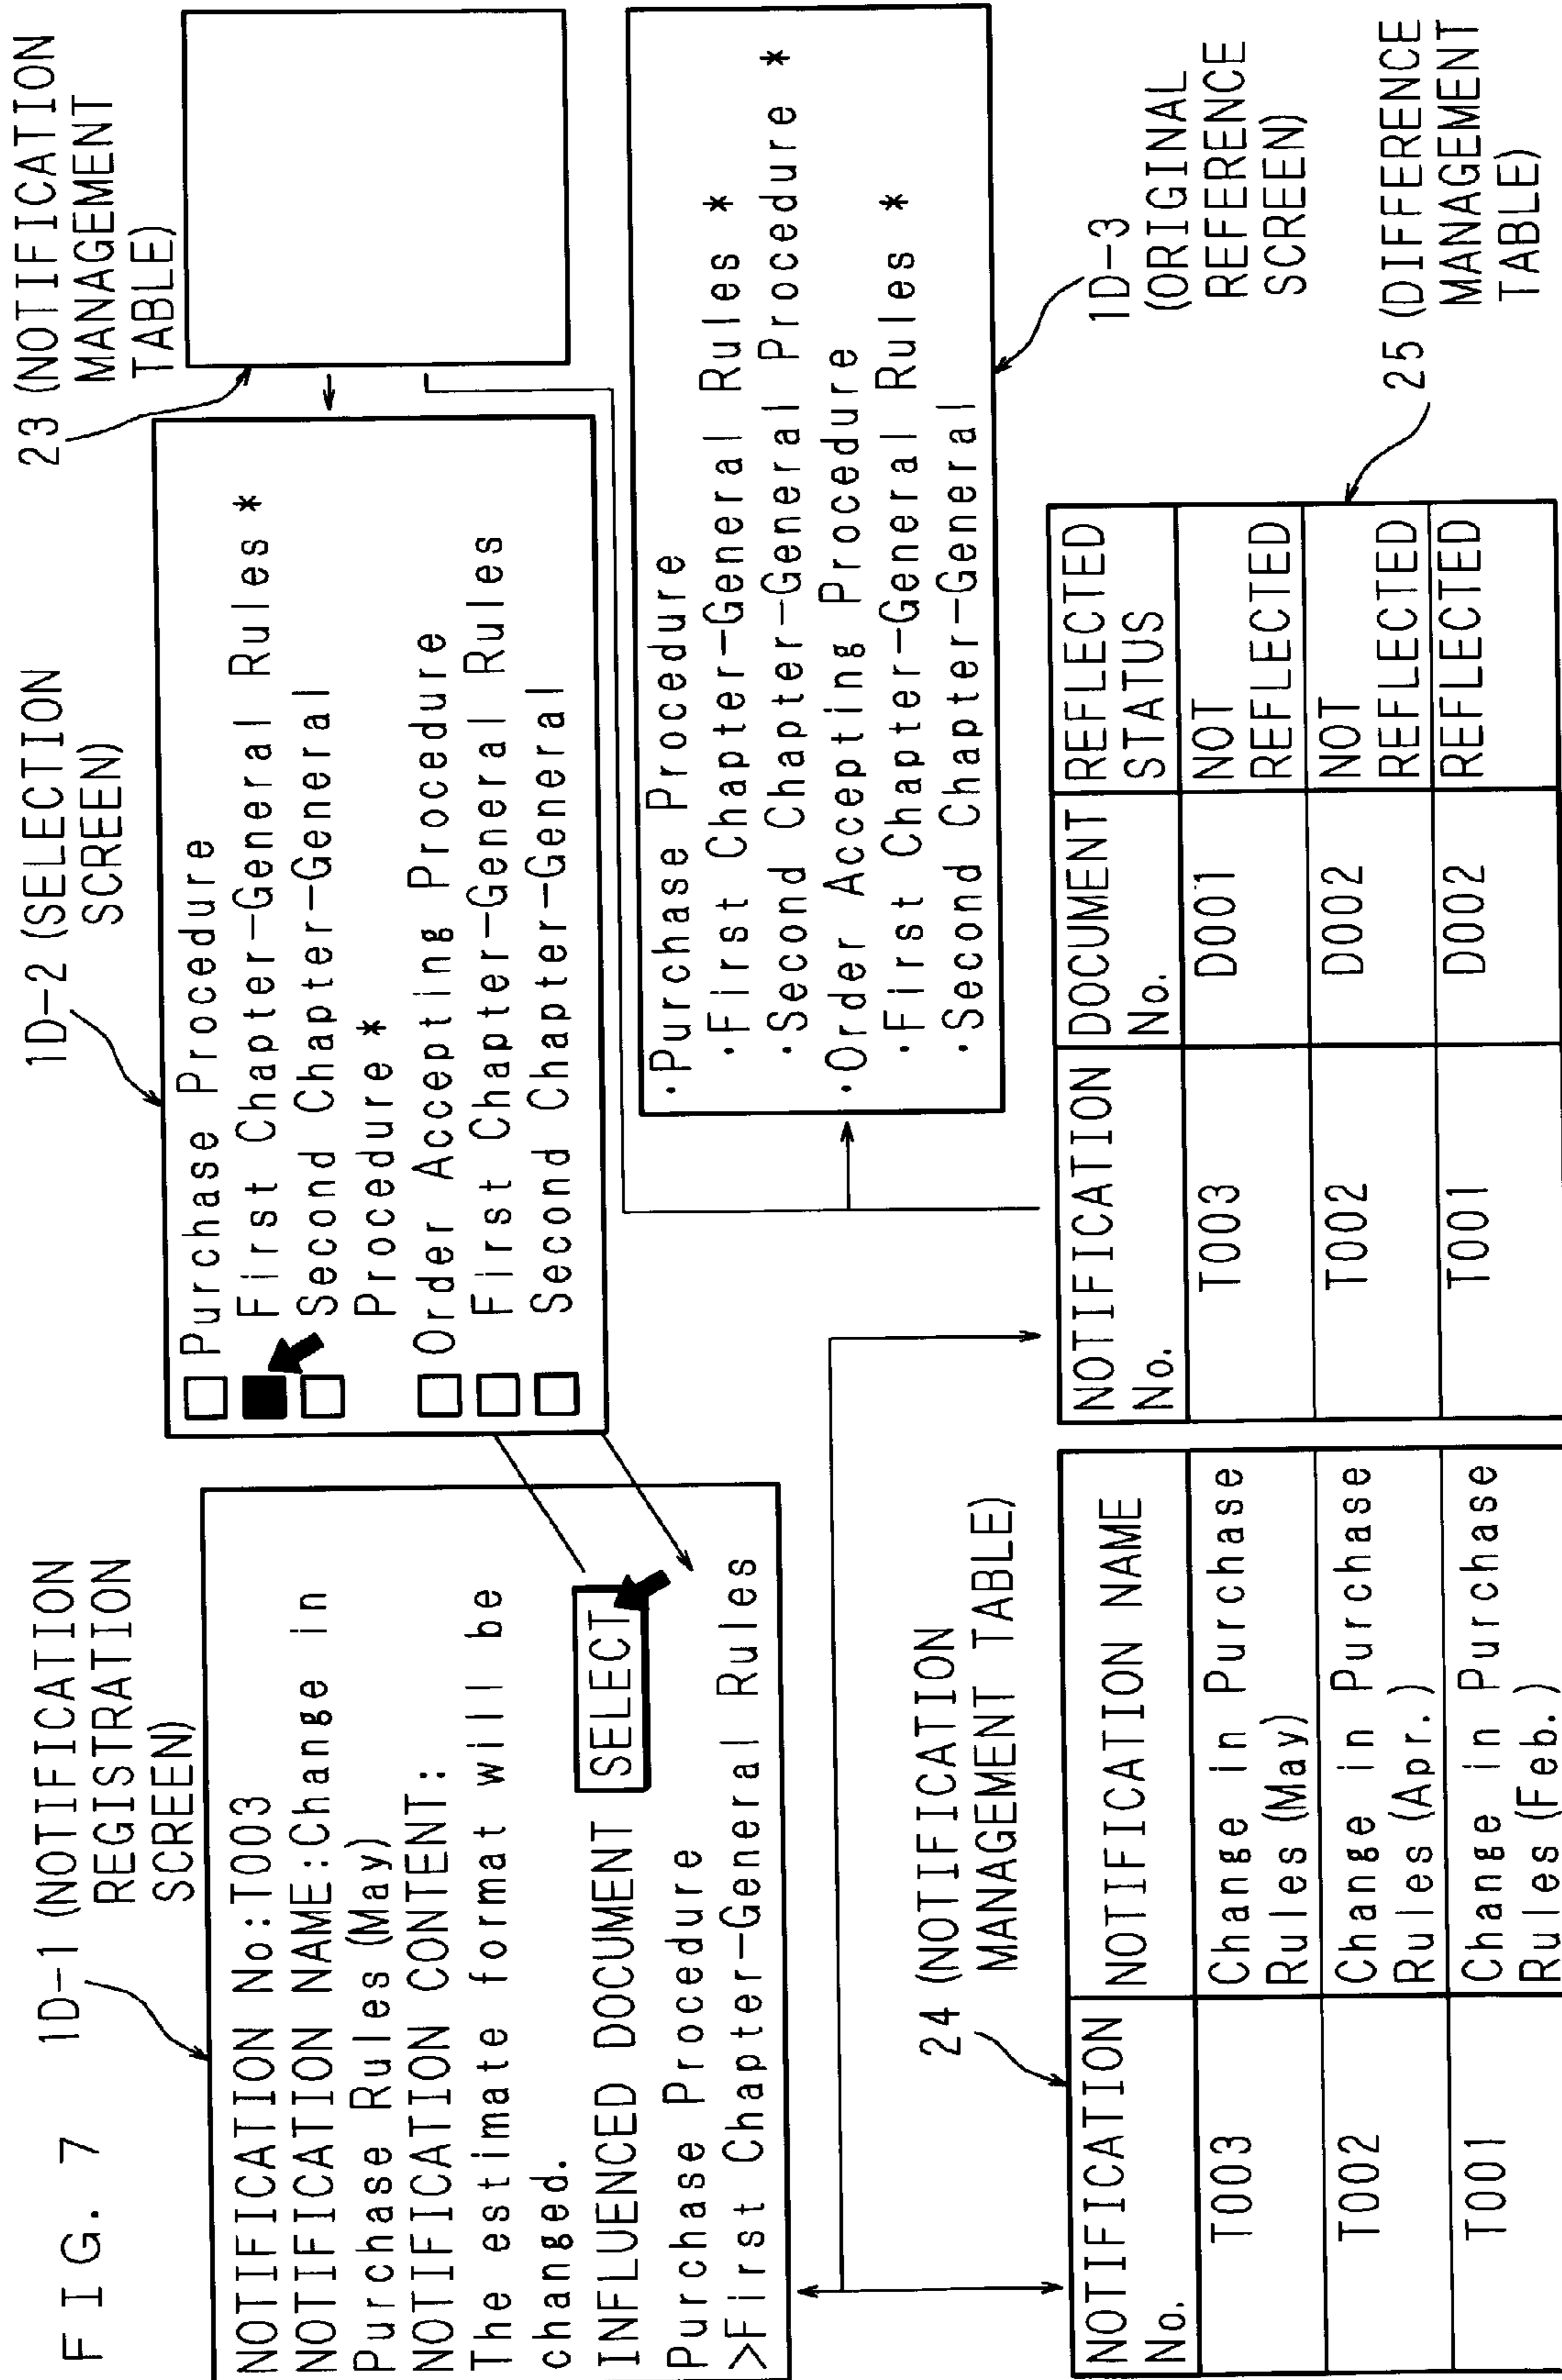 FIG. 7
1D-1 (NOTIFICATION
REGISTRATION
SCREEN)
NOTIFICATION No:T003
NOTIFICATION NAME:Change in
Purchase Rules (May)
NOTIFICATION CONTENT:
The estimate format will be
changed.
INFLUENCED DOCUMENT
SELECT
Purchase Procedure
>First Chapter-General Rules
1D-2 (SELECTION
SCREEN)
Purchase Procedure
First Chapter-General Rules *
Second Chapter-General
Procedure *
Order Accepting Procedure
First Chapter-General Rules
Second Chapter-General
23 (NOTIFICATION
MANAGEMENT
TABLE)
·Purchase Procedure
·First Chapter-General Rules *
·Second Chapter-General Procedure *
·Order Accepting Procedure
·First Chapter-General Rules *
·Second Chapter-General
1D-3
(ORIGINAL
REFERENCE
SCREEN)
24 (NOTIFICATION
MANAGEMENT TABLE)
NOTIFICATION
No.
NOTIFICATION NAME
T003
Change in Purchase
Rules (May)
T002
Change in Purchase
Rules (Apr.)
T001
Change in Purchase
Rules (Feb.)
25 (DIFFERENCE
MANAGEMENT
TABLE)
NOTIFICATION
No.
DOCUMENT
No.
REFLECTED
STATUS
T003
D001
NOT
REFLECTED
T002
D002
NOT
REFLECTED
T001
D002
REFLECTED